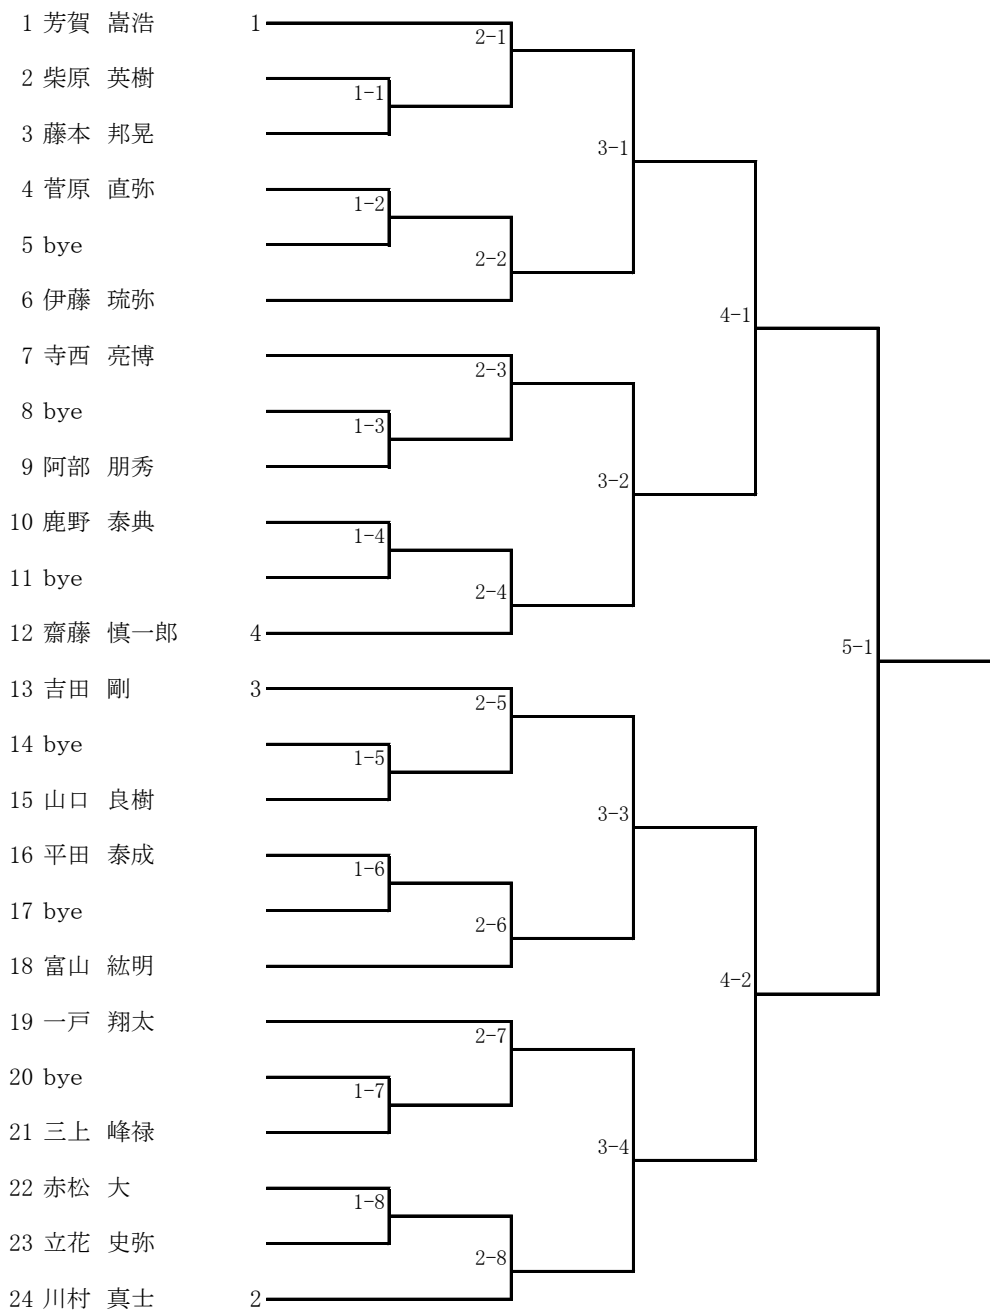 1 芳賀 嵩浩 1
2-1
2 柴原 英樹
1-1
3 藤本 邦晃
3-1
4 菅原 直弥
1-2
5 bye
2-2
6 伊藤 琉弥
4-1
7 寺西 亮博
2-3
8 bye
1-3
9 阿部 朋秀
3-2
10 鹿野 泰典
1-4
11 bye
2-4
12 齋藤 慎一郎 4
5-1
13 吉田 剛 3
2-5
14 bye
1-5
15 山口 良樹
3-3
16 平田 泰成
1-6
17 bye
2-6
18 富山 紘明
4-2
19 一戸 翔太
2-7
20 bye
1-7
21 三上 峰禄
3-4
22 赤松 大
1-8
23 立花 史弥
2-8
24 川村 真士 2